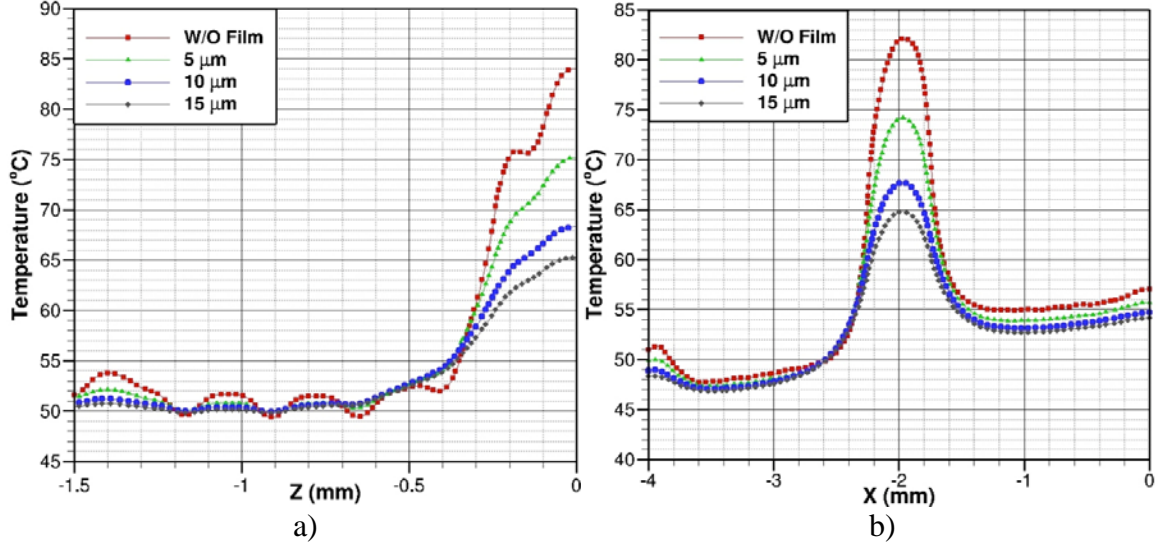 90
85
80
75
70
65
60
55
50
45
Temperature (°C)
W/O Film
5 μm
10 μm
15 μm
-1.5
-1
-0.5
0
Z (mm)
a)
85
80
75
70
65
60
55
50
45
40
Temperature (°C)
W/O Film
5 μm
10 μm
15 μm
-4
-3
-2
-1
0
X (mm)
b)